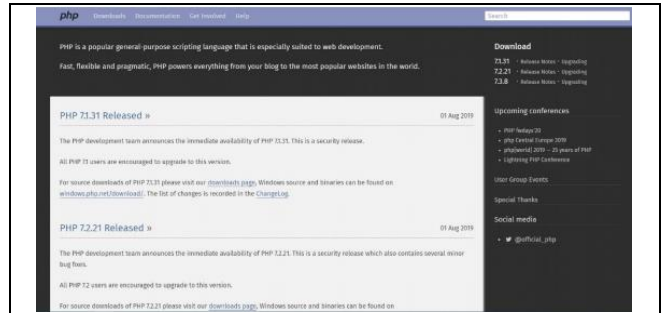 php Downloads Documentation Get Involved Help Search
PHP is a popular general-purpose scripting language that is especially suited to web development.
Fast, flexible and pragmatic, PHP powers everything from your blog to the most popular websites in the world.
PHP 7.1.31 Released » 01 Aug 2019
The PHP development team announces the immediate availability of PHP 7.1.31. This is a security release.
All PHP 7.1 users are encouraged to upgrade to this version.
For source downloads of PHP 7.1.31 please visit our downloads page, Windows source and binaries can be found on
windows.php.net/download/. The list of changes is recorded in the ChangeLog.
PHP 7.2.21 Released » 01 Aug 2019
The PHP development team announces the immediate availability of PHP 7.2.21. This is a security release which also contains several minor
bug fixes.
All PHP 7.2 users are encouraged to upgrade to this version.
For source downloads of PHP 7.2.21 please visit our downloads page, Windows source and binaries can be found on
Download
7.1.31 · Release Notes · Upgrading
7.2.21 · Release Notes · Upgrading
7.3.8 · Release Notes · Upgrading
Upcoming conferences
PHP fwdays'20
php Central Europe 2019
php[world] 2019 — 25 years of PHP
Lightning PHP Conference
User Group Events
Special Thanks
Social media
@official_php